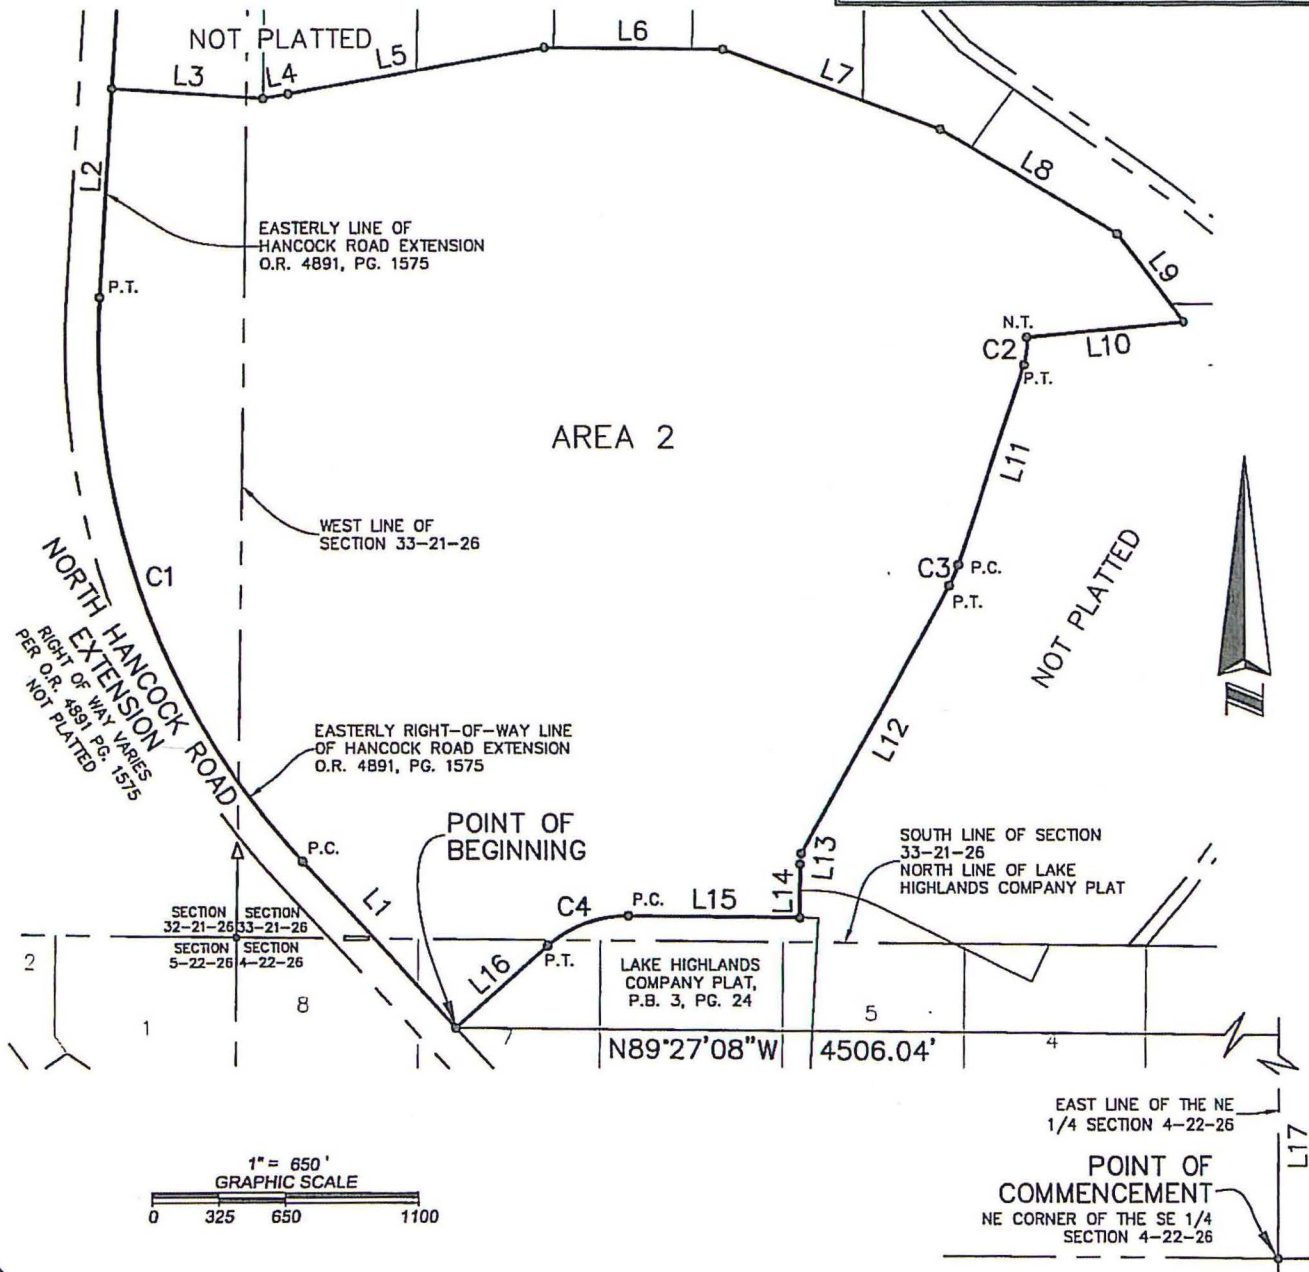 NOT PLATTED
L2
L3
L4
L5
L6
L7
L8
L9
EASTERLY LINE OF
HANCOCK ROAD EXTENSION
O.R. 4891, PG. 1575
P.T.
N.T.
C2
L10
P.T.
AREA 2
L11
WEST LINE OF
SECTION 33-21-26
C1
C3
P.C.
P.T.
NOT PLATTED
NORTH HANCOCK ROAD
EXTENSION
RIGHT OF WAY VARIES
PER O.R. 4891 PG. 1575
NOT PLATTED
N
EASTERLY RIGHT-OF-WAY LINE
OF HANCOCK ROAD EXTENSION
O.R. 4891, PG. 1575
L12
P.C.
POINT OF
BEGINNING
L13
SOUTH LINE OF SECTION
33-21-26
NORTH LINE OF LAKE
HIGHLANDS COMPANY PLAT
L1
C4
P.C.
L15
L14
SECTION
32-21-26
SECTION
33-21-26
SECTION
5-22-26
SECTION
4-22-26
P.T.
L16
LAKE HIGHLANDS
COMPANY PLAT,
P.B. 3, PG. 24
2
1
8
7
5
4
N89°27'08"W 4506.04'
EAST LINE OF THE NE
1/4 SECTION 4-22-26
L17
POINT OF
COMMENCEMENT
NE CORNER OF THE SE 1/4
SECTION 4-22-26
1"= 650'
GRAPHIC SCALE
0 325 650 1100